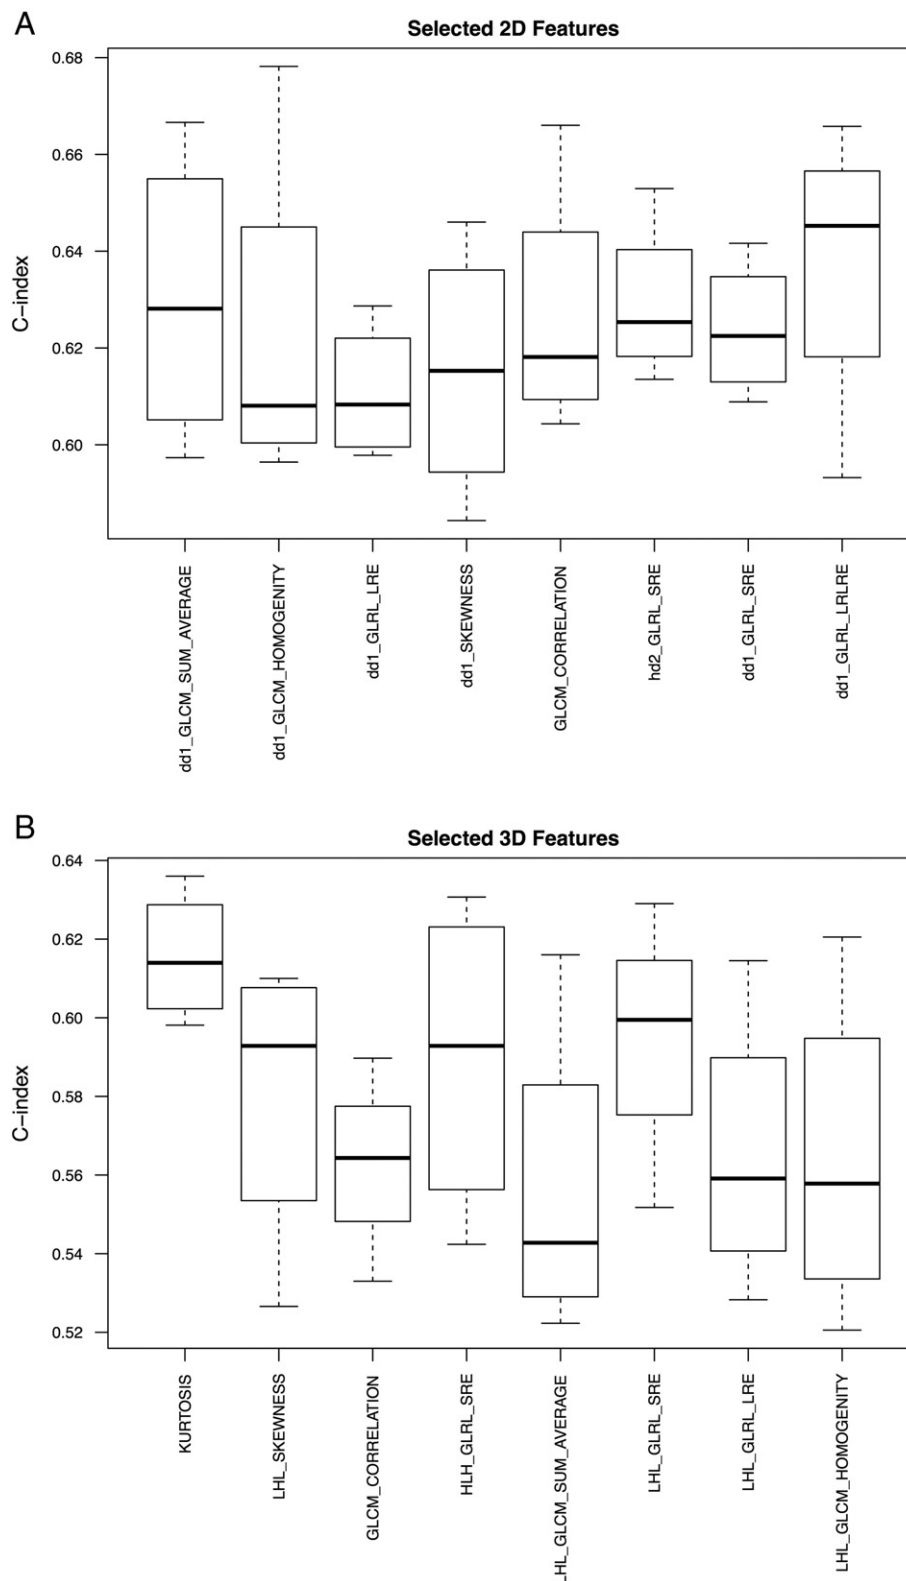 A
Selected 2D Features
C-index
0.68
0.66
0.64
0.62
0.60
dd1_GLCM_SUM_AVERAGE
dd1_GLCM_HOMOGENITY
dd1_GLRL_LRE
dd1_SKEWNESS
GLCM_CORRELATION
hd2_GLRL_SRE
dd1_GLRL_SRE
dd1_GLRL_LRLRE
B
Selected 3D Features
C-index
0.64
0.62
0.60
0.58
0.56
0.54
0.52
KURTOSIS
LHL_SKEWNESS
GLCM_CORRELATION
HLH_GLRL_SRE
LHL_GLCM_SUM_AVERAGE
LHL_GLRL_SRE
LHL_GLRL_LRE
LHL_GLCM_HOMOGENITY